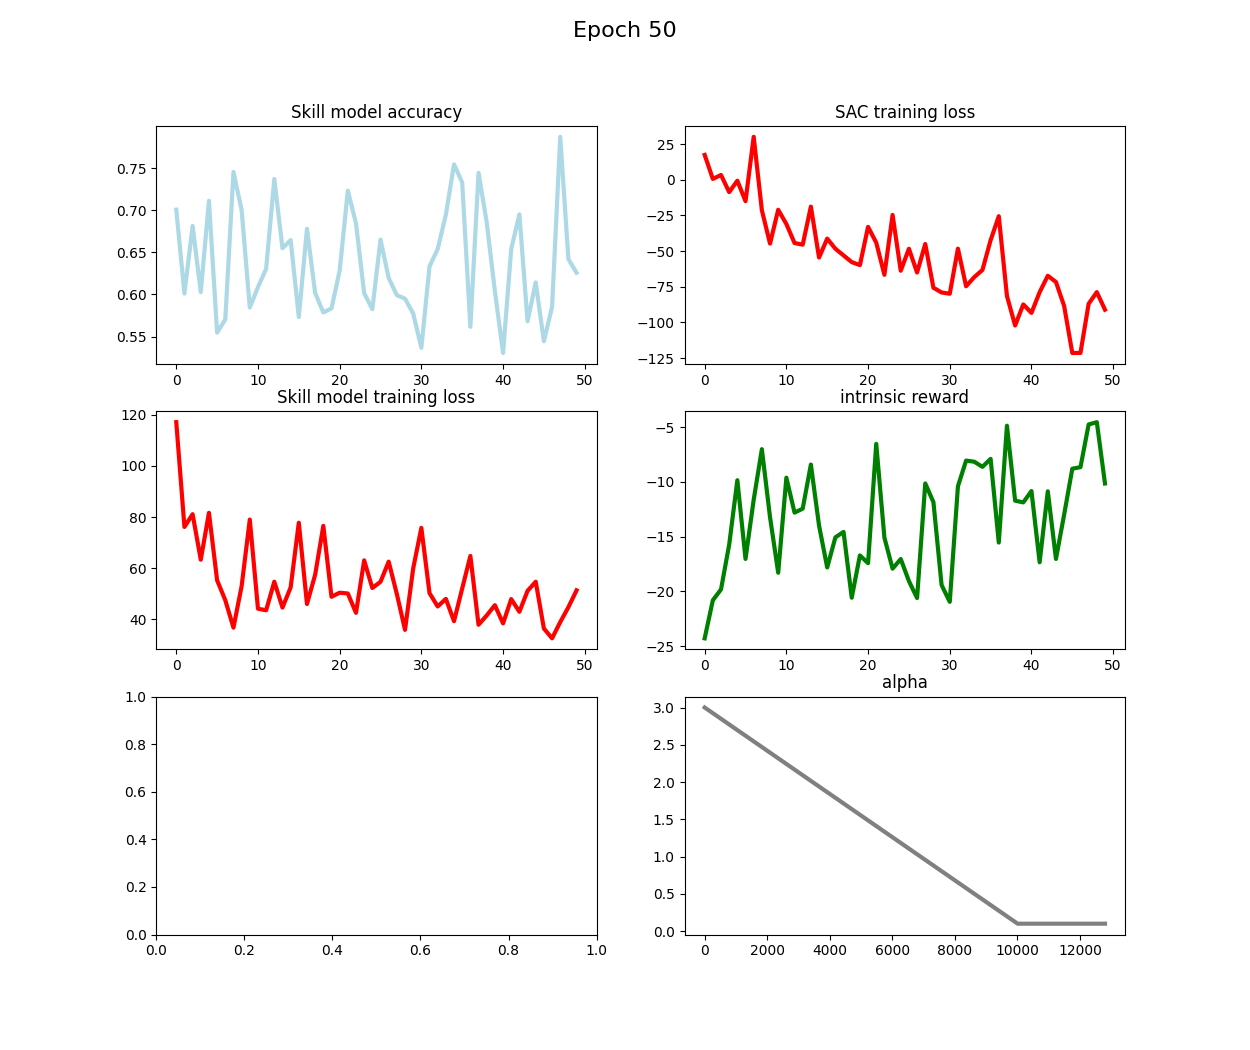 Epoch 50
Skill model accuracy
0.75
0.70
0.65
0.60
0.55
0 10 20 30 40 50
SAC training loss
25
0
−25
−50
−75
−100
−125
0 10 20 30 40 50
Skill model training loss
120
100
80
60
40
0 10 20 30 40 50
intrinsic reward
−5
−10
−15
−20
−25
0 10 20 30 40 50
1.0
0.8
0.6
0.4
0.2
0.0
0.0 0.2 0.4 0.6 0.8 1.0
alpha
3.0
2.5
2.0
1.5
1.0
0.5
0.0
0 2000 4000 6000 8000 10000 12000